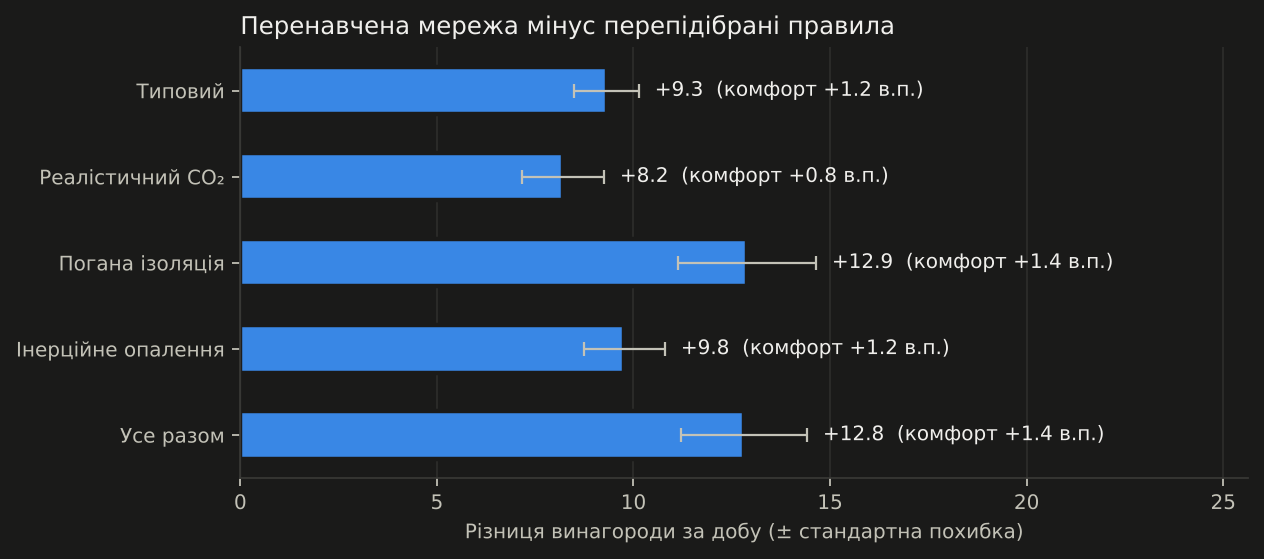 Перенавчена мережа мінус перепідібрані правила
Типовий
+9.3 (комфорт +1.2 в.п.)
Реалістичний CO₂
+8.2 (комфорт +0.8 в.п.)
Погана ізоляція
+12.9 (комфорт +1.4 в.п.)
Інерційне опалення
+9.8 (комфорт +1.2 в.п.)
Усе разом
+12.8 (комфорт +1.4 в.п.)
0 5 10 15 20 25
Різниця винагороди за добу (± стандартна похибка)